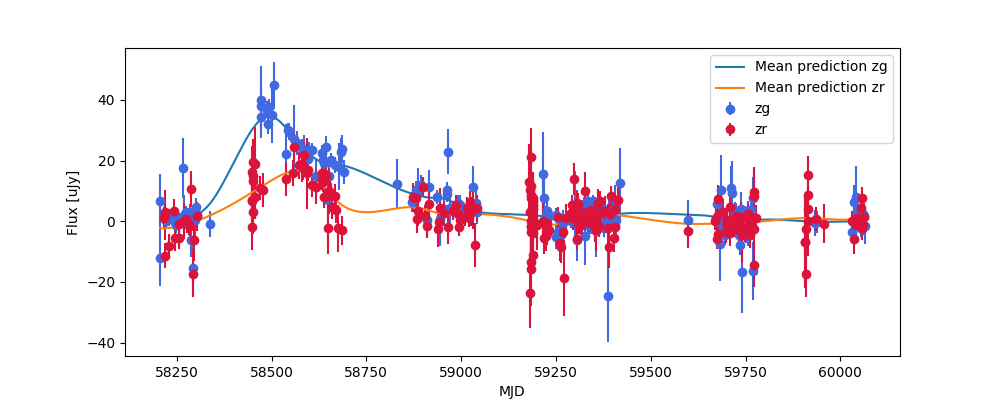 Mean prediction zg
Mean prediction zr
zg
zr
Flux [uJy]
40
20
0
−20
−40
58250
58500
58750
59000
59250
59500
59750
60000
MJD